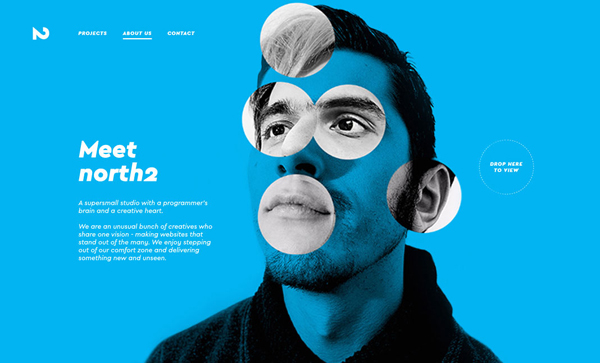 PROJECTS
ABOUT US
CONTACT
Meet
north2
A supersmall studio with a programmer's
brain and a creative heart.
We are an unusual bunch of creatives who
share one vision - making websites that
stand out of the many. We enjoy stepping
out of our comfort zone and delivering
something new and unseen.
DROP HERE
TO VIEW